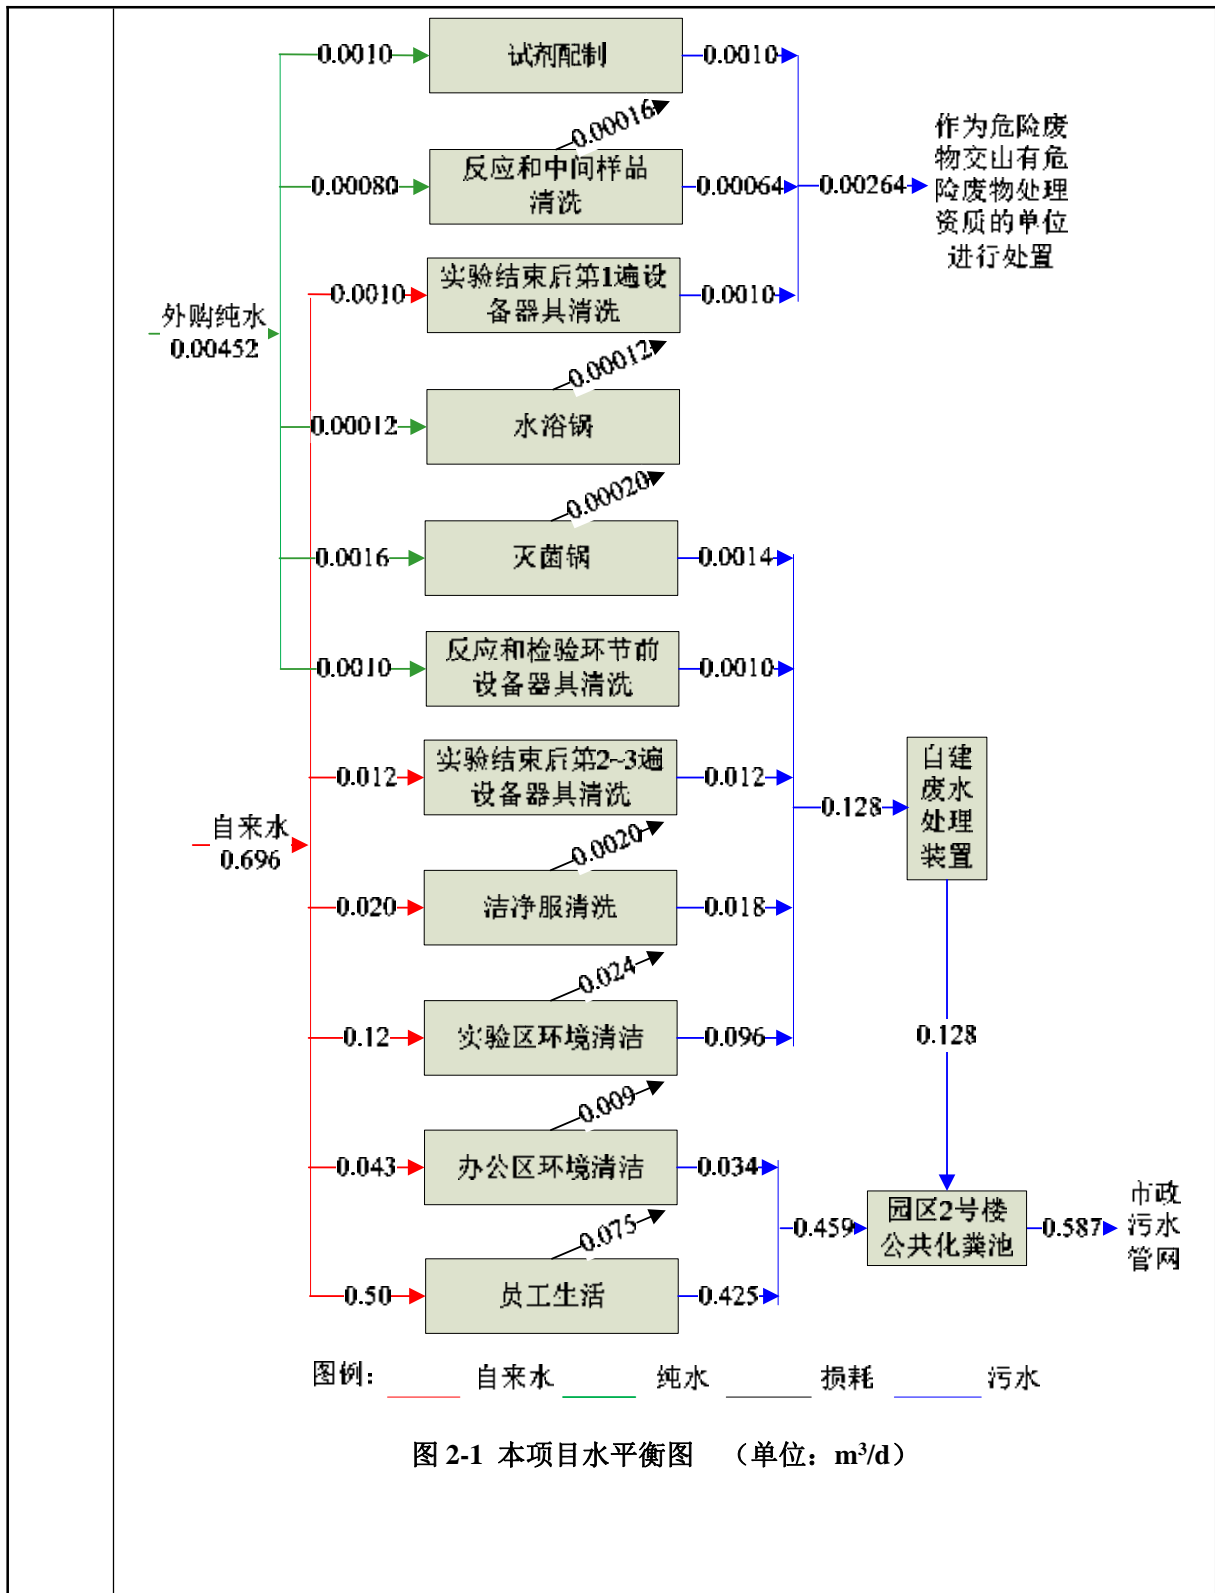 0.0010
试剂配制
0.0010
0.00016
作为危险废
物交山有危
险废物处理
资质的单位
进行处置
0.00080
反应和中间样品
清洗
0.00064
0.00264
外购纯水
0.00452
0.0010
实验结束后第1遍设
备器具清洗
0.0010
0.00012
0.00012
水浴锅
0.00020
0.0016
灭菌锅
0.0014
0.0010
反应和检验环节前
设备器具清洗
0.0010
自来水
0.696
0.012
实验结束后第2~3遍
设备器具清洗
0.012
0.128
自建
废水
处理
装置
0.0020
0.020
洁净服清洗
0.018
0.024
0.12
实验区环境清洁
0.096
0.128
0.009
0.043
办公区环境清洁
0.034
0.075
0.459
园区2号楼
公共化粪池
0.587
市政
污水
管网
0.50
员工生活
0.425
图例： 自来水 纯水 损耗 污水
图 2-1 本项目水平衡图 （单位：m³/d）